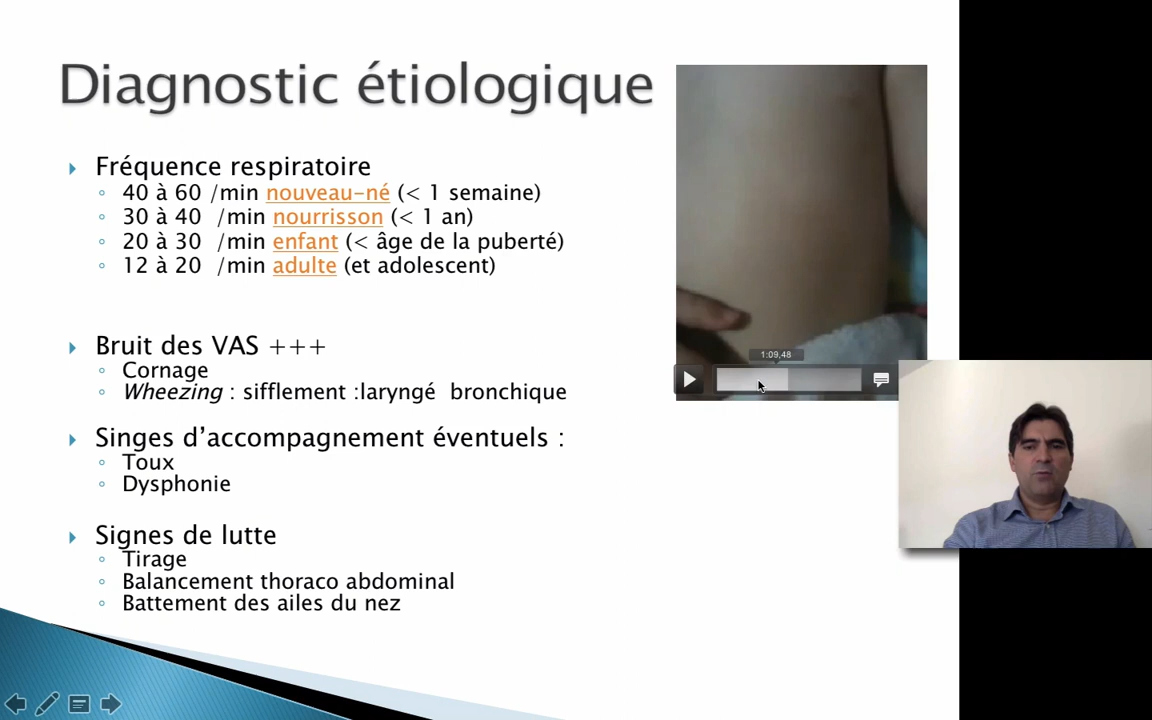 Diagnostic étiologique
Fréquence respiratoire
40 à 60 /min nouveau-né (< 1 semaine)
30 à 40 /min nourrisson (< 1 an)
20 à 30 /min enfant (< âge de la puberté)
12 à 20 /min adulte (et adolescent)
Bruit des VAS +++
Cornage
Wheezing : sifflement :laryngé bronchique
Singes d’accompagnement éventuels :
Toux
Dysphonie
Signes de lutte
Tirage
Balancement thoraco abdominal
Battement des ailes du nez
1:09,48